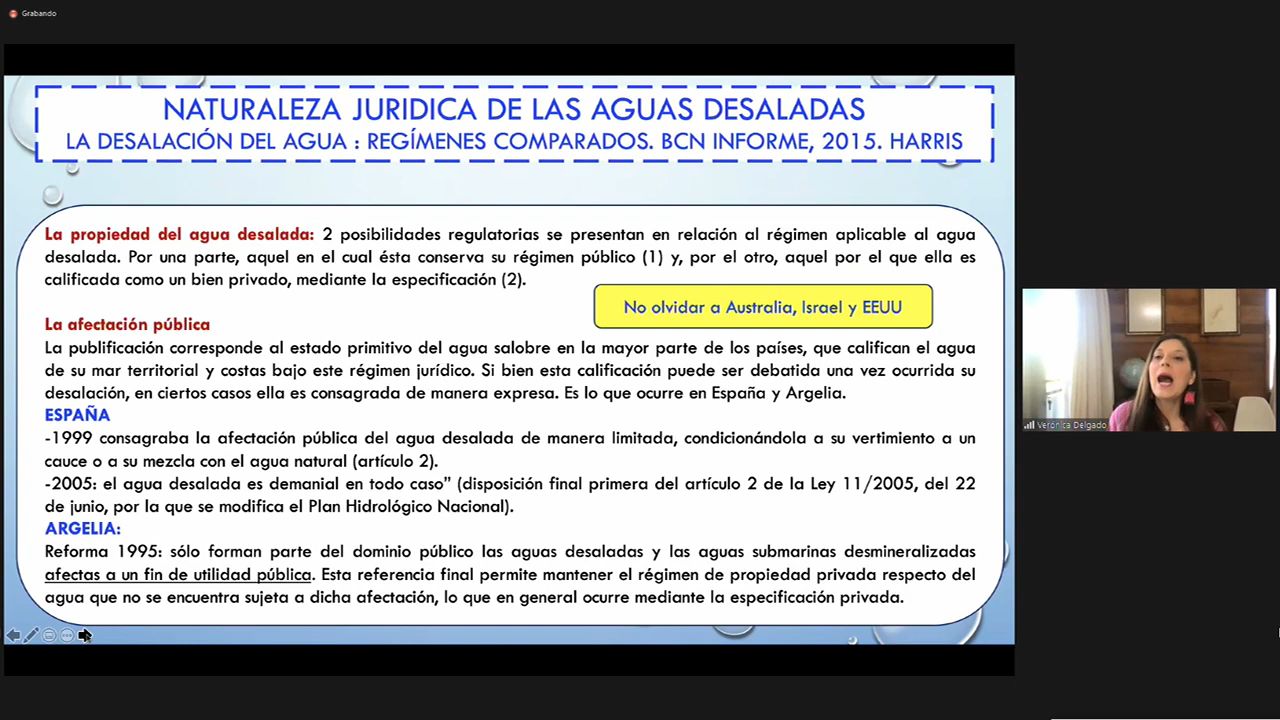 Grabando
NATURALEZA JURIDICA DE LAS AGUAS DESALADAS
LA DESALACIÓN DEL AGUA : REGÍMENES COMPARADOS. BCN INFORME, 2015. HARRIS
La propiedad del agua desalada: 2 posibilidades regulatorias se presentan en relación al régimen aplicable al agua
desalada. Por una parte, aquel en el cual ésta conserva su régimen público (1) y, por el otro, aquel por el que ella es
calificada como un bien privado, mediante la especificación (2).
No olvidar a Australia, Israel y EEUU
La afectación pública
La publificación corresponde al estado primitivo del agua salobre en la mayor parte de los países, que califican el agua
de su mar territorial y costas bajo este régimen jurídico. Si bien esta calificación puede ser debatida una vez ocurrida su
desalación, en ciertos casos ella es consagrada de manera expresa. Es lo que ocurre en España y Argelia.
ESPAÑA
-1999 consagraba la afectación pública del agua desalada de manera limitada, condicionándola a su vertimiento a un
cauce o a su mezcla con el agua natural (artículo 2).
-2005: el agua desalada es demanial en todo caso” (disposición final primera del artículo 2 de la Ley 11/2005, del 22
de junio, por la que se modifica el Plan Hidrológico Nacional).
ARGELIA:
Reforma 1995: sólo forman parte del dominio público las aguas desaladas y las aguas submarinas desmineralizadas
afectas a un fin de utilidad pública. Esta referencia final permite mantener el régimen de propiedad privada respecto del
agua que no se encuentra sujeta a dicha afectación, lo que en general ocurre mediante la especificación privada.
Verónica Delgado